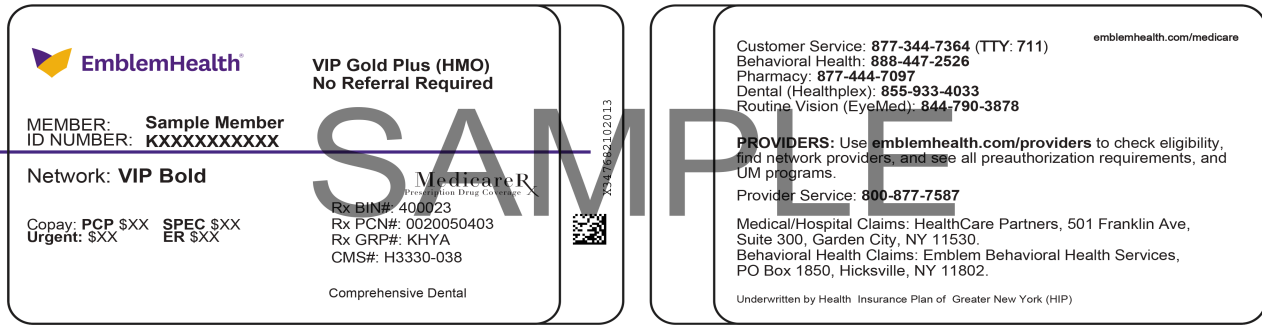 EmblemHealth®
VIP Gold Plus (HMO)
No Referral Required
MEMBER: Sample Member
ID NUMBER: KXXXXXXXXXX
Network: VIP Bold
MedicareRx
Prescription Drug Coverage
Copay: PCP $XX SPEC $XX
Urgent: $XX ER $XX
Rx BIN#: 400023
Rx PCN#: 0020050403
Rx GRP#: KHYA
CMS#: H3330-038
Comprehensive Dental
X347682102013
SAMPLE
emblemhealth.com/medicare
Customer Service: 877-344-7364 (TTY: 711)
Behavioral Health: 888-447-2526
Pharmacy: 877-444-7097
Dental (Healthplex): 855-933-4033
Routine Vision (EyeMed): 844-790-3878
PROVIDERS: Use emblemhealth.com/providers to check eligibility,
find network providers, and see all preauthorization requirements, and
UM programs.
Provider Service: 800-877-7587
Medical/Hospital Claims: HealthCare Partners, 501 Franklin Ave,
Suite 300, Garden City, NY 11530.
Behavioral Health Claims: Emblem Behavioral Health Services,
PO Box 1850, Hicksville, NY 11802.
Underwritten by Health Insurance Plan of Greater New York (HIP)